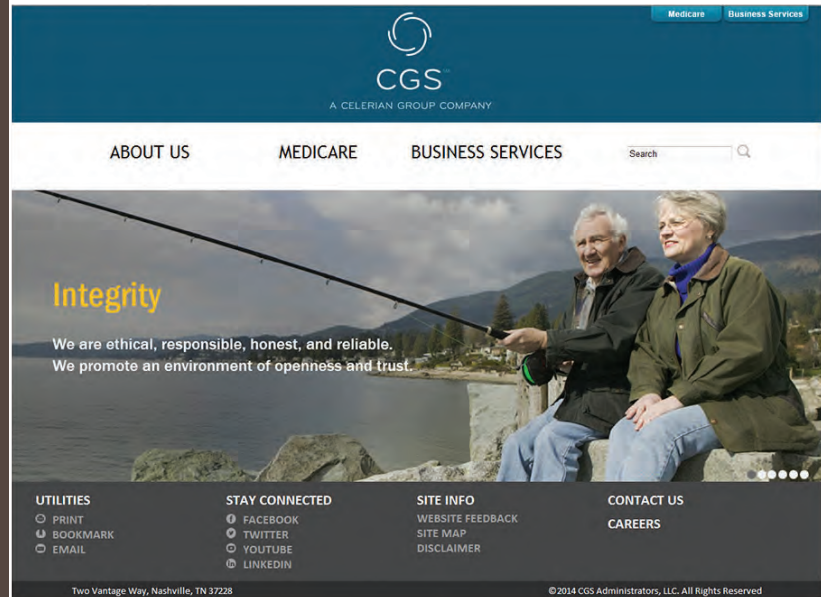 Medicare Business Services
CGS
A CELERIAN GROUP COMPANY
ABOUT US MEDICARE BUSINESS SERVICES Search
Integrity
We are ethical, responsible, honest, and reliable.
We promote an environment of openness and trust.
UTILITIES STAY CONNECTED SITE INFO CONTACT US
PRINT FACEBOOK WEBSITE FEEDBACK CAREERS
BOOKMARK TWITTER SITE MAP
EMAIL YOUTUBE DISCLAIMER
LINKEDIN
Two Vantage Way, Nashville, TN 37228 ©2014 CGS Administrators, LLC. All Rights Reserved